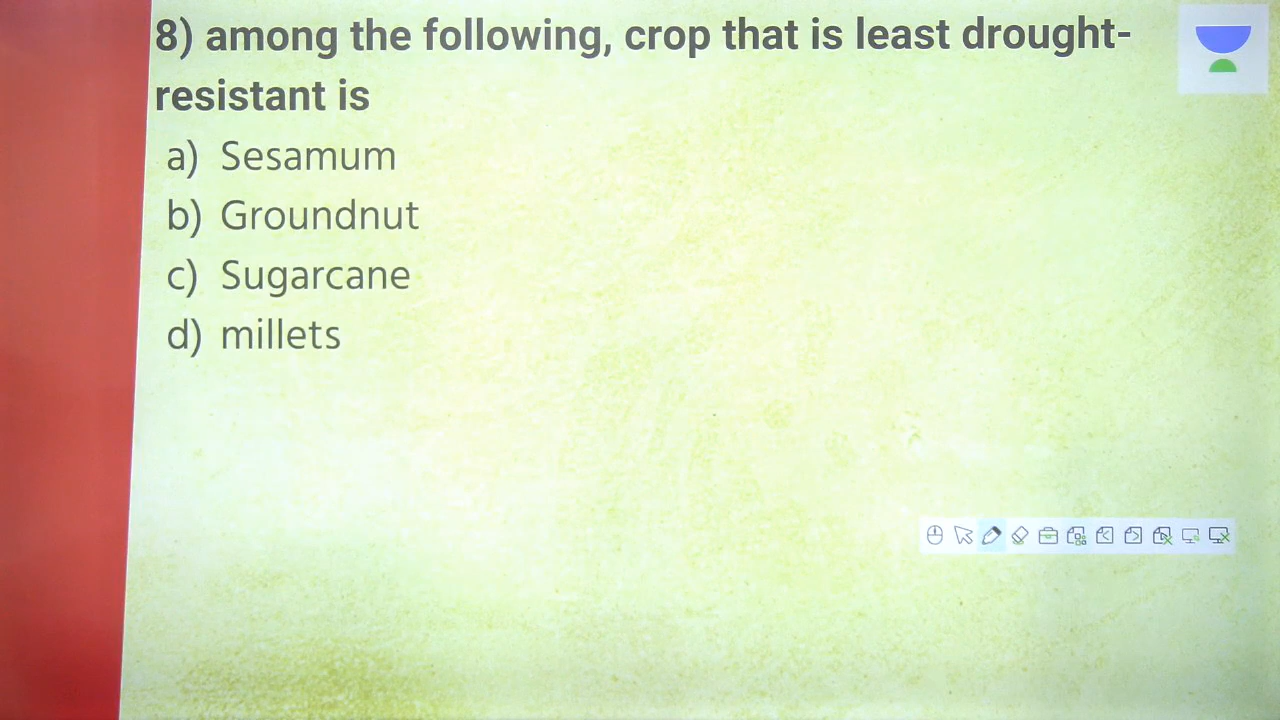 8) among the following, crop that is least drought-
resistant is
a) Sesamum
b) Groundnut
c) Sugarcane
d) millets